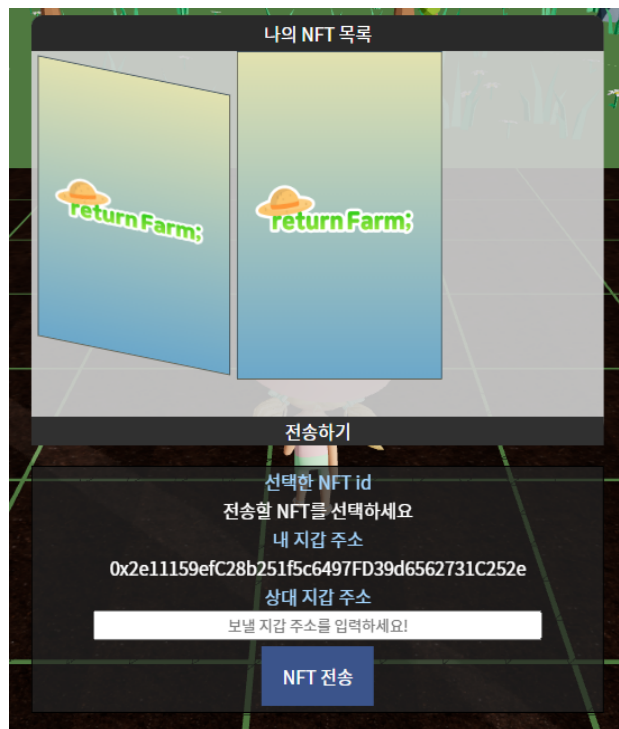 나의 NFT 목록
return Farm;
return Farm;
전송하기
선택한 NFT id
전송할 NFT를 선택하세요
내 지갑 주소
0x2e11159efC28b251f5c6497FD39d6562731C252e
상대 지갑 주소
보낼 지갑 주소를 입력하세요!
NFT 전송